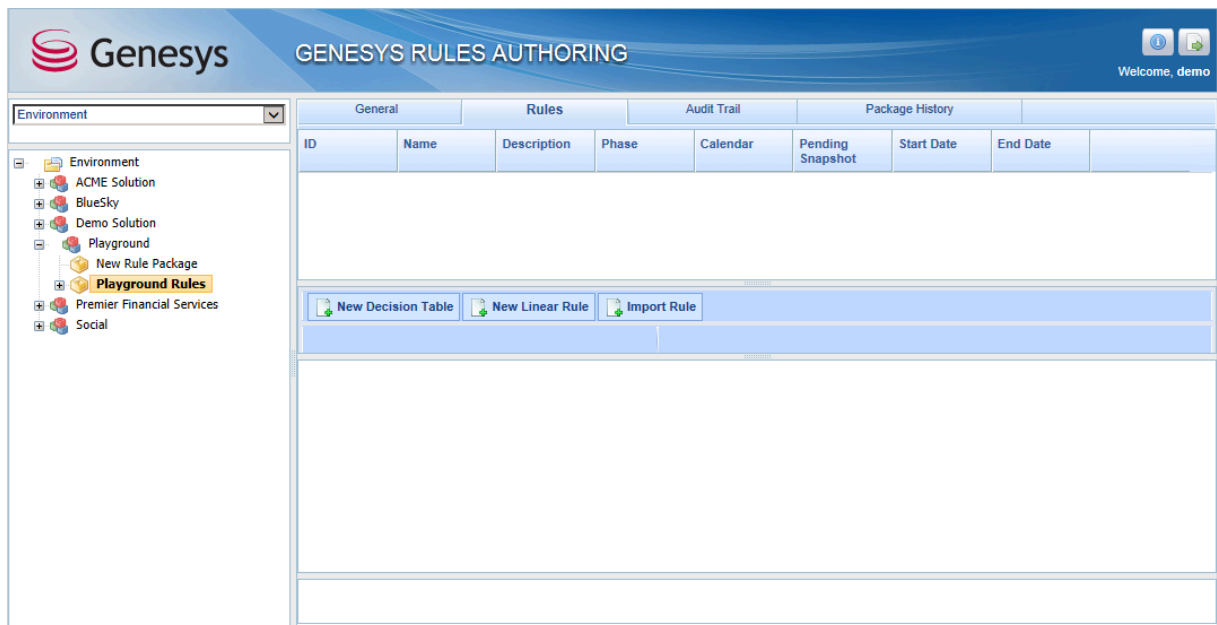 Genesys
GENESYS RULES AUTHORING
Welcome, demo
Environment
Environment
ACME Solution
BlueSky
Demo Solution
Playground
New Rule Package
Playground Rules
Premier Financial Services
Social
General Rules Audit Trail Package History
ID Name Description Phase Calendar Pending Snapshot Start Date End Date
New Decision Table New Linear Rule Import Rule